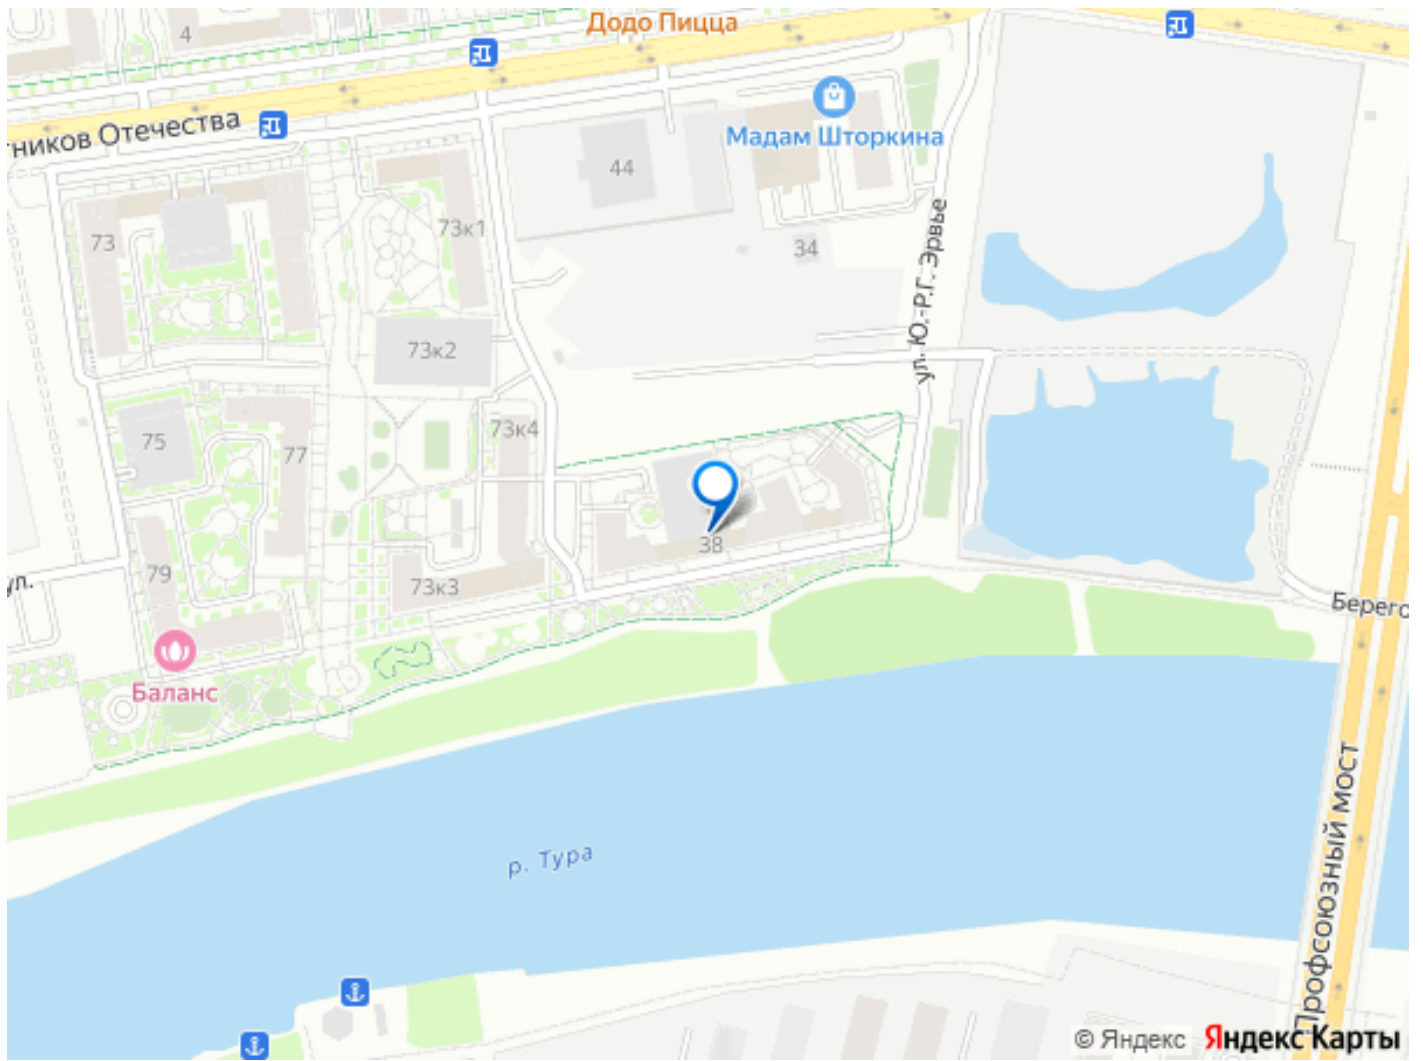 Додо Пицца
4
тников Отечества
Мадам Шторкина
44
73
73к1
34
ул. Ю.-Р.Г. Эрвье
73к2
75
77
73к4
38
79
73к3
ул.
Берего
Баланс
Профсоюзный мост
р. Тура
© Яндекс Яндекс Карты